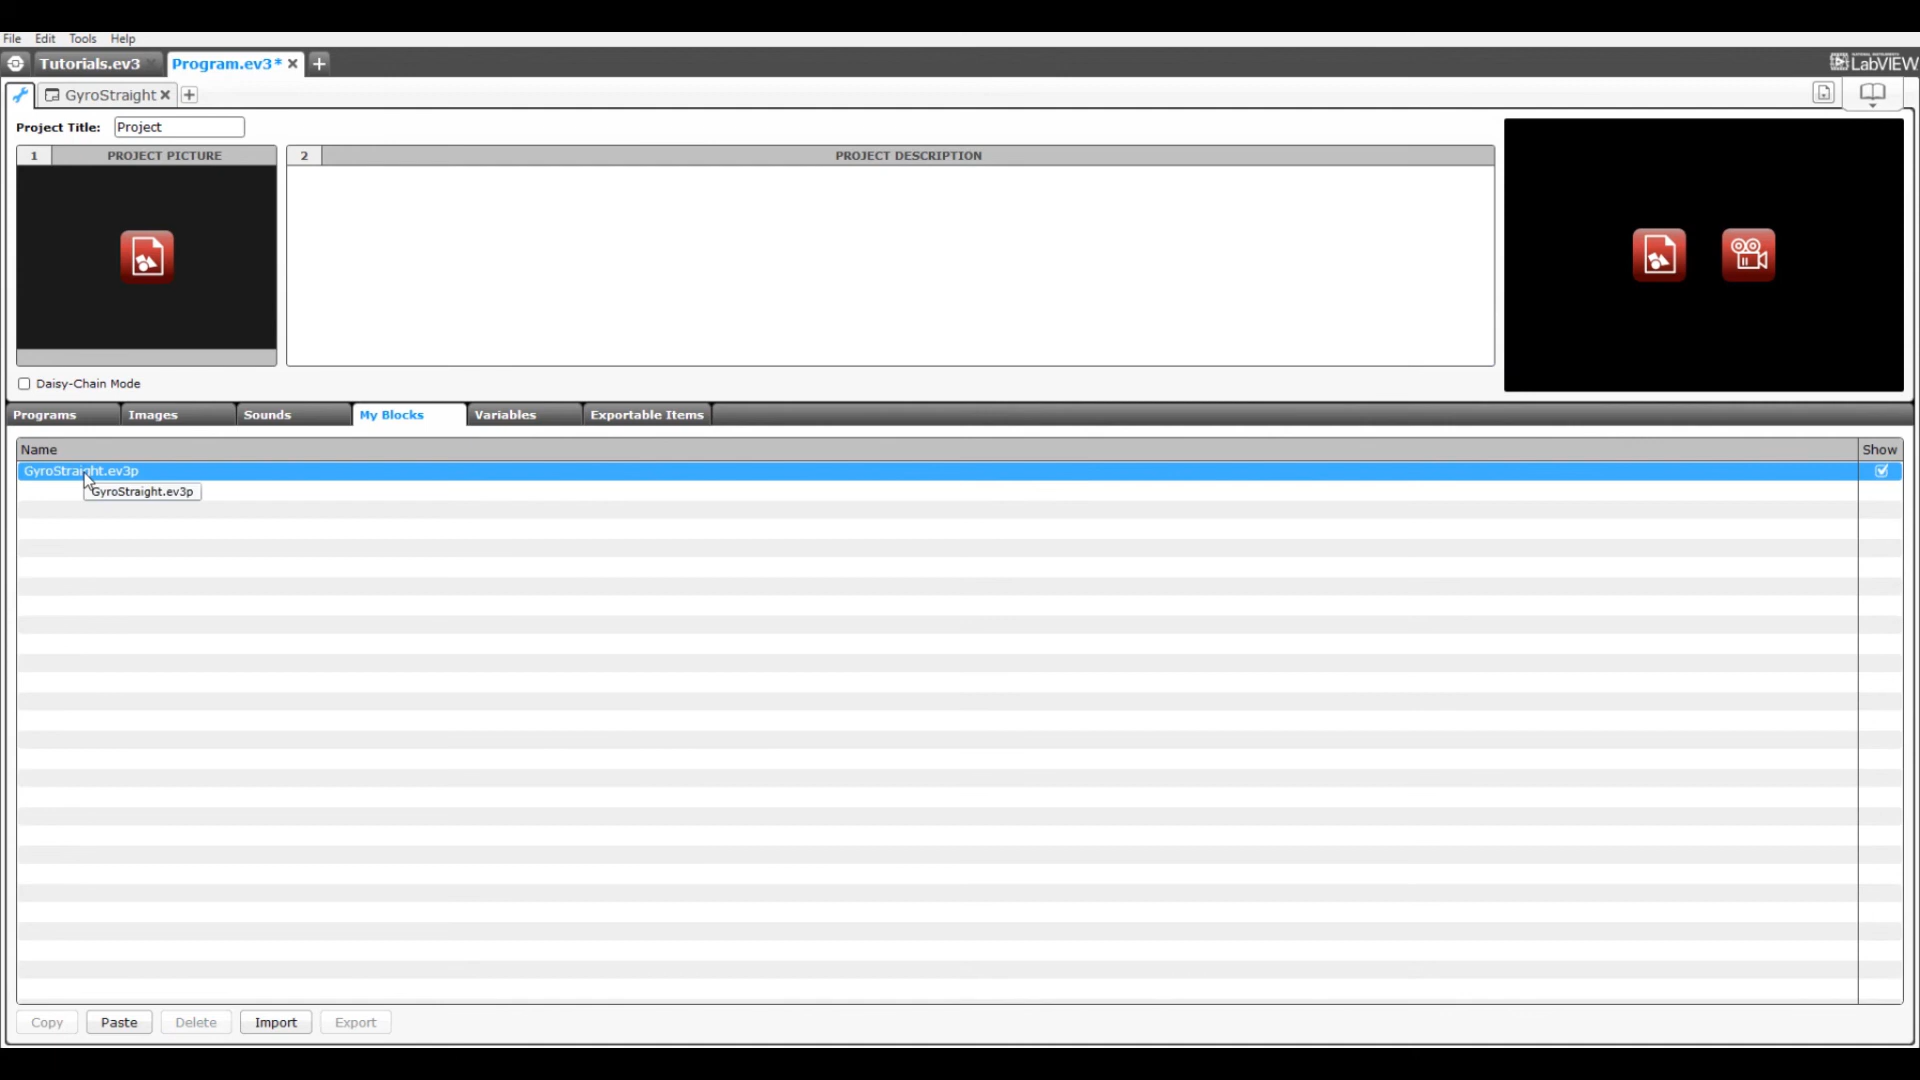 File Edit Tools Help
Tutorials.ev3 Program.ev3* LabVIEW
GyroStraight
Project Title: Project
1 PROJECT PICTURE 2 PROJECT DESCRIPTION
Daisy-Chain Mode
Programs Images Sounds My Blocks Variables Exportable Items
Name Show
GyroStraight.ev3p
GyroStraight.ev3p
Copy Paste Delete Import Export